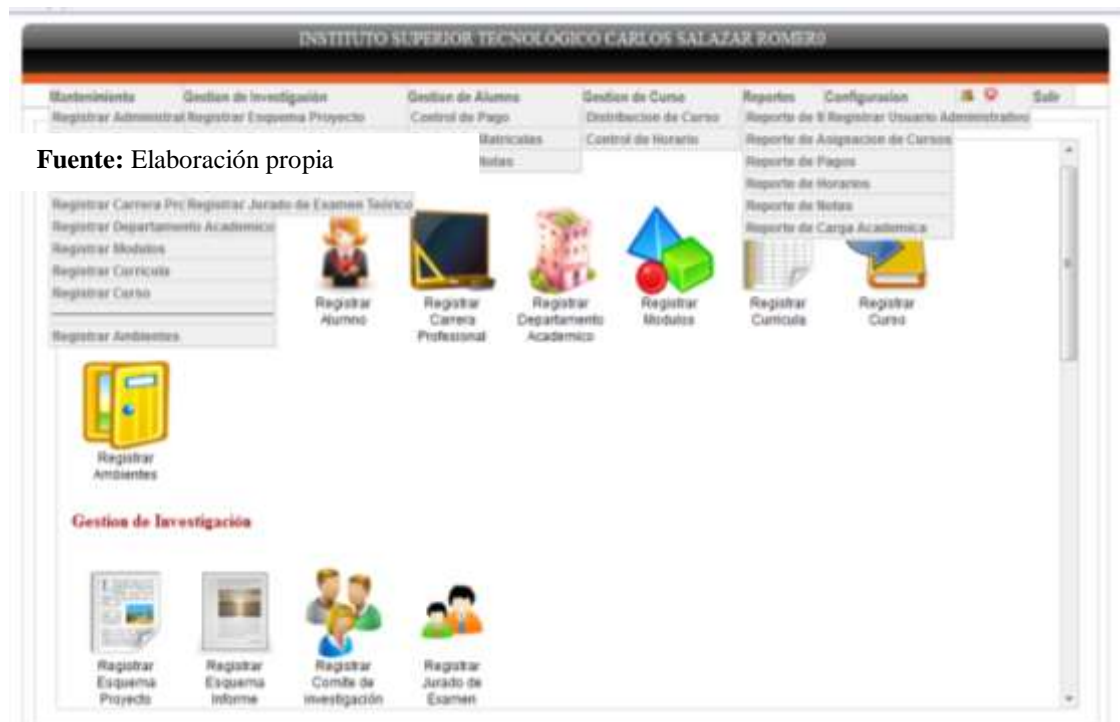 INSTITUTO SUPERIOR TECNOLÓGICO CARLOS SALAZAR ROMERO
Mantenimiento Gestion de Investigación Gestion de Alumno Gestion de Curso Reportes Configuracion Salir
Registrar Administrat Registrar Esquema Proyecto Control de Pago Distribucion de Curso Reporte de Registrar Usuario Administrativo
Matriculas Control de Horario Reporte de Asignacion de Cursos
Fuente: Elaboración propia
Notas Reporte de Pagos
Reporte de Horarios
Registrar Carrera Pro Registrar Jurado de Examen Teórico Reporte de Notas
Registrar Departamento Academico Reporte de Carga Academica
Registrar Modulos
Registrar Curricula
Registrar Curso
Registrar Ambientes
Registrar Alumno
Registrar Carrera Profesional
Registrar Departamento Academico
Registrar Modulos
Registrar Curricula
Registrar Curso
Registrar
Ambientes
Gestion de Investigación
Registrar Esquema Proyecto
Registrar Esquema Informe
Registrar Comite de investigación
Registrar Jurado de Examen